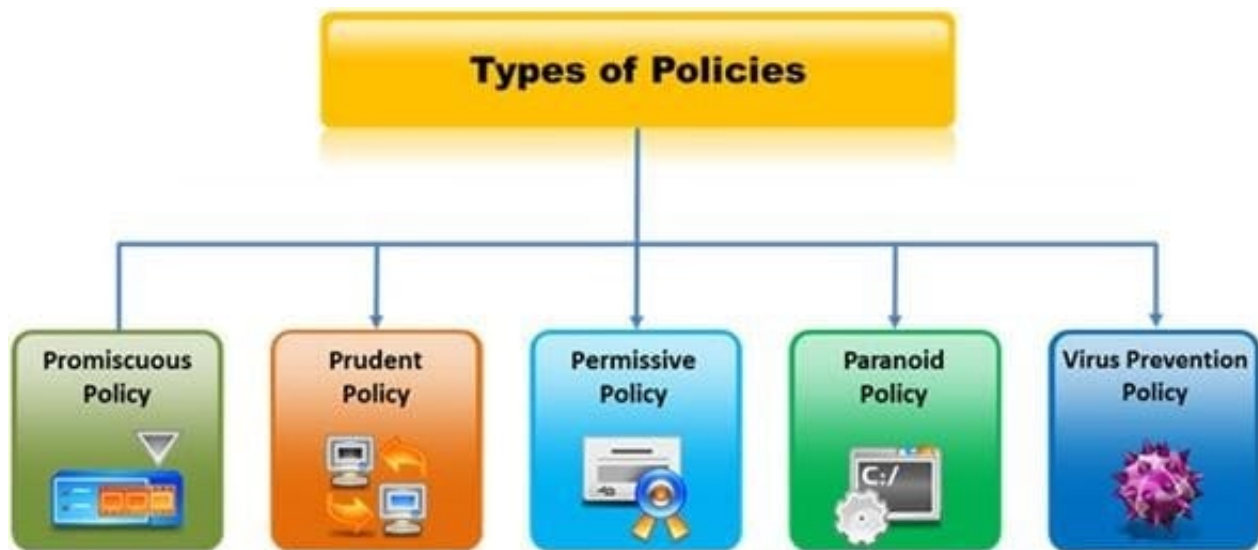 Types of Policies
Promiscuous
Policy
Prudent
Policy
Permissive
Policy
Paranoid
Policy
C:/
Virus Prevention
Policy